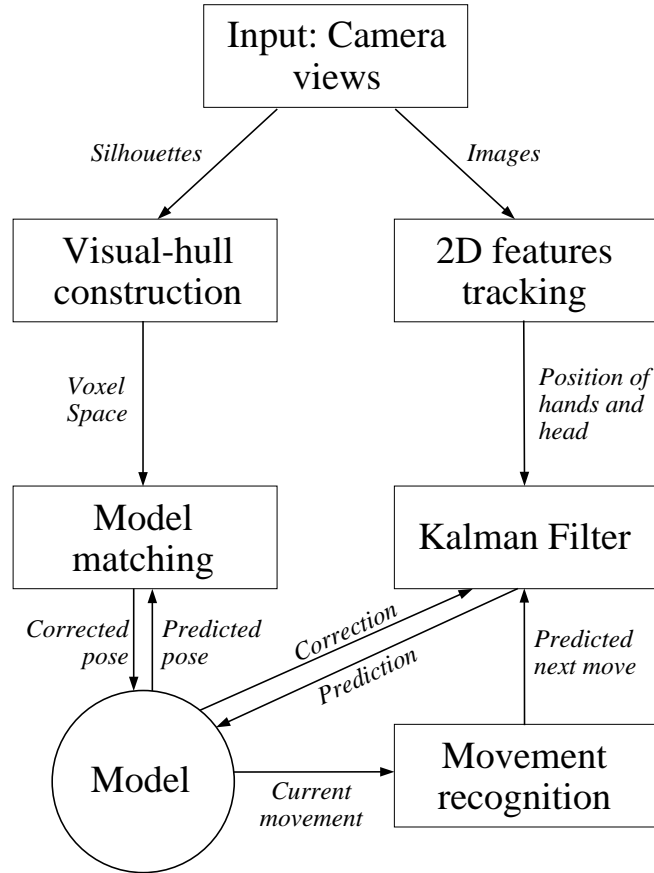 Input: Camera
views
Silhouettes
Images
Visual-hull
construction
2D features
tracking
Voxel
Space
Position of
hands and
head
Model
matching
Kalman Filter
Corrected
pose
Predicted
pose
Correction
Prediction
Predicted
next move
Model
Current
movement
Movement
recognition